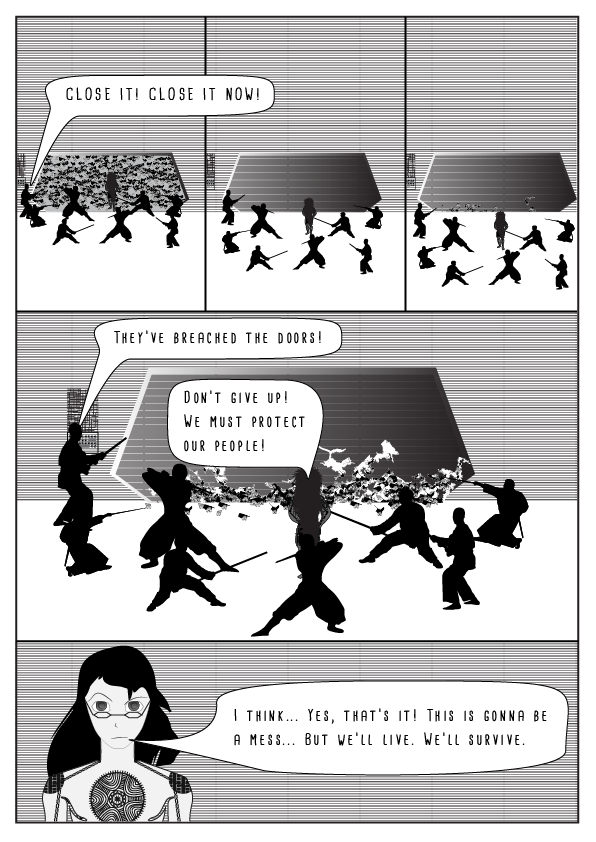 CLOSE IT! CLOSE IT NOW!
THEY'VE BREACHED THE DOORS!
DON'T GIVE UP!
WE MUST PROTECT
OUR PEOPLE!
I THINK... YES, THAT'S IT! THIS IS GONNA BE
A MESS... BUT WE'LL LIVE. WE'LL SURVIVE.